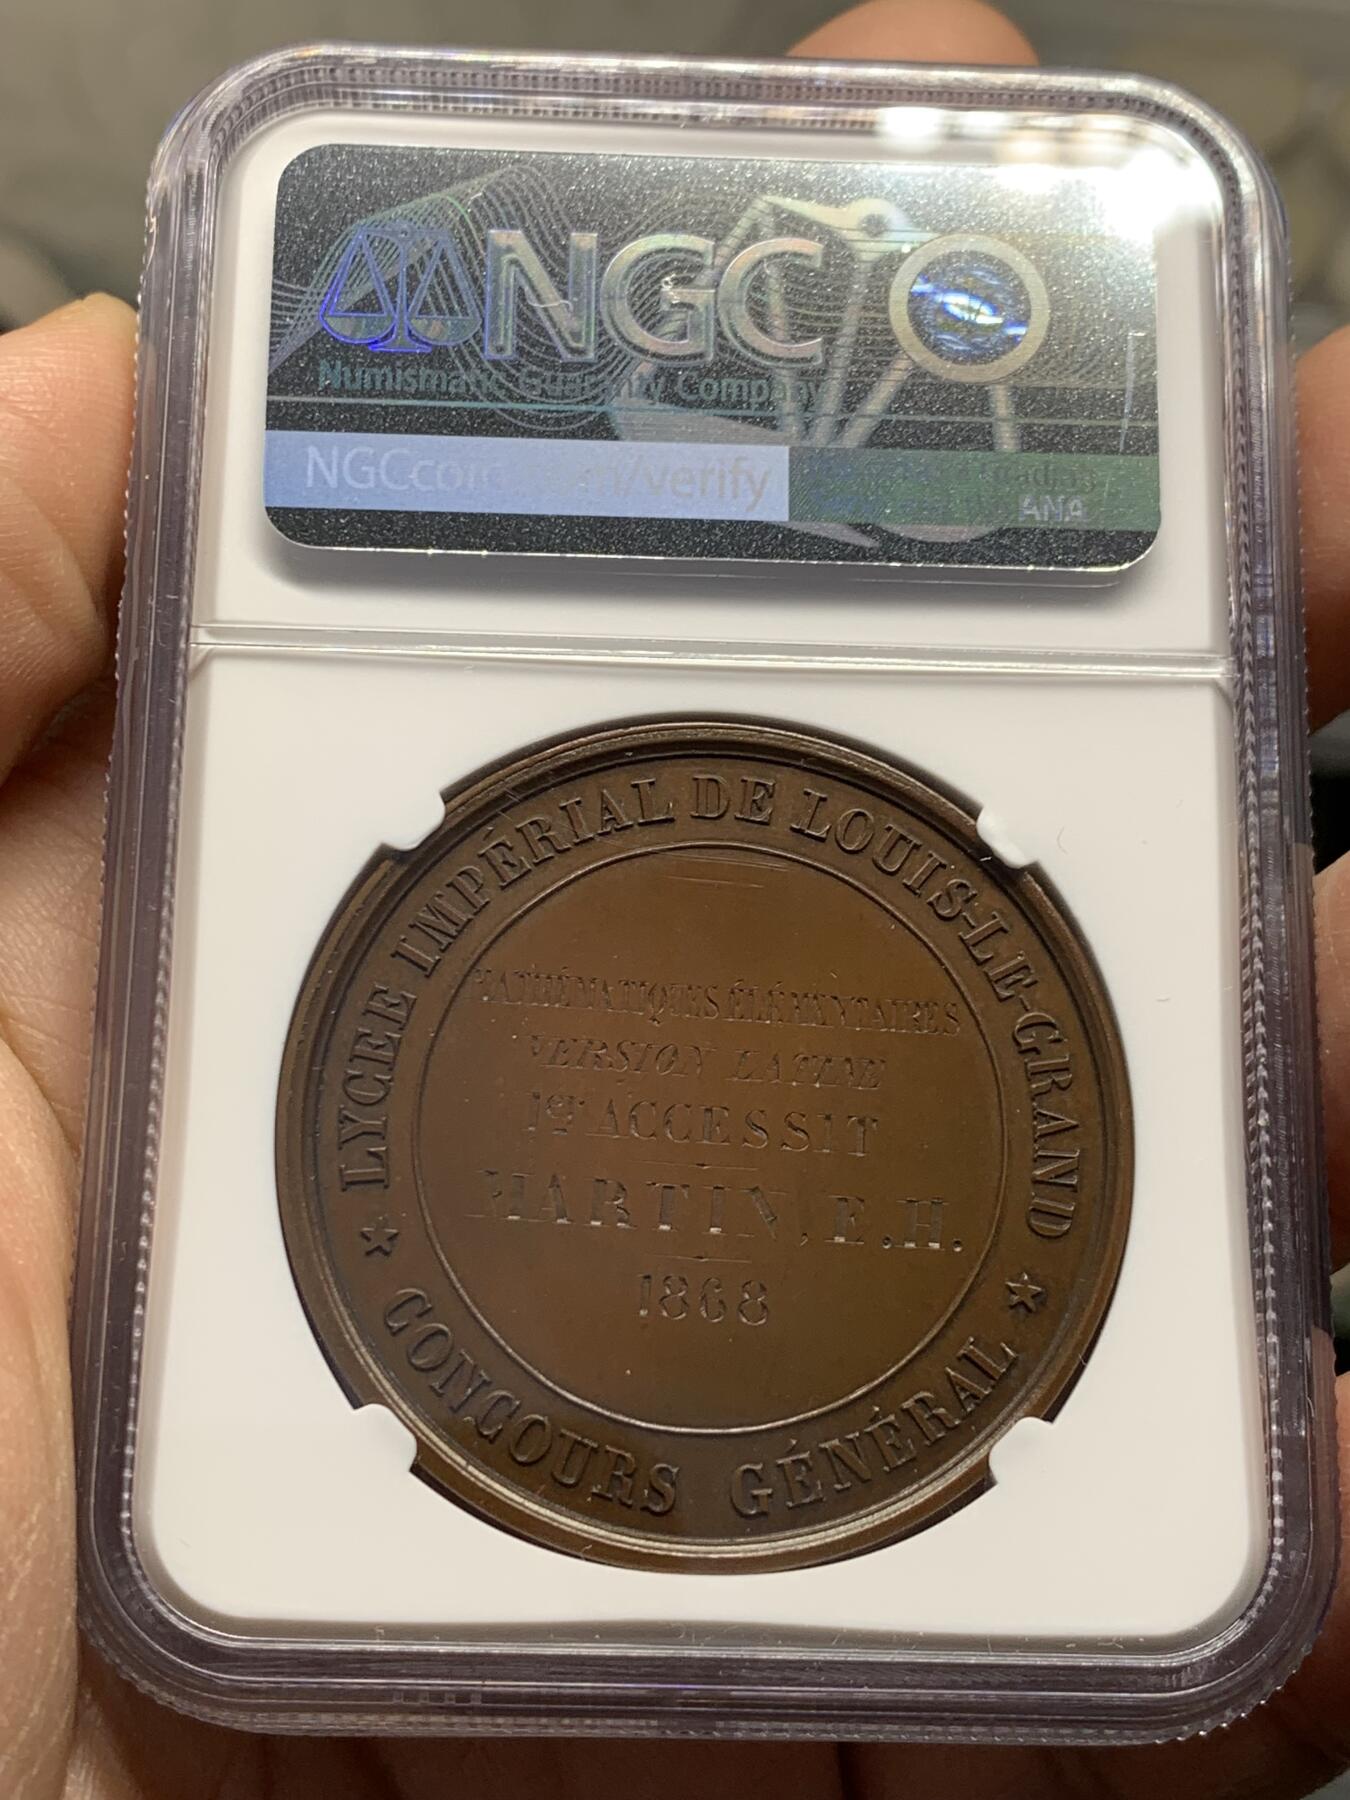 NGC
Numismatic Guaranty Company
NGCcoin.com/verify
ANA
★ LYCEE IMPÉRIAL DE LOUIS-LE-GRAND ★
MATHÉMATIQUES ÉLÉMENTAIRES
VERSION LATINE
1er ACCESSIT
MARTIN, E.H.
1868
CONCOURS GÉNÉRAL